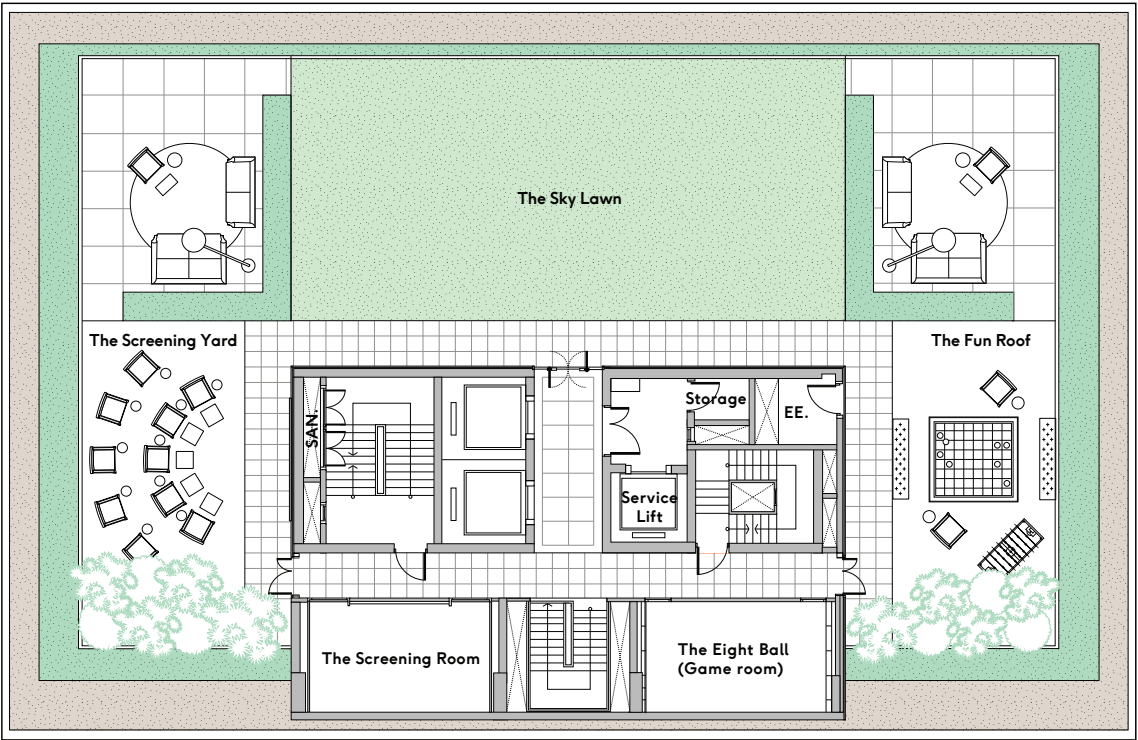 The Sky Lawn
The Screening Yard
The Fun Roof
SAN.
Storage
EE.
Service
Lift
The Screening Room
The Eight Ball
(Game room)